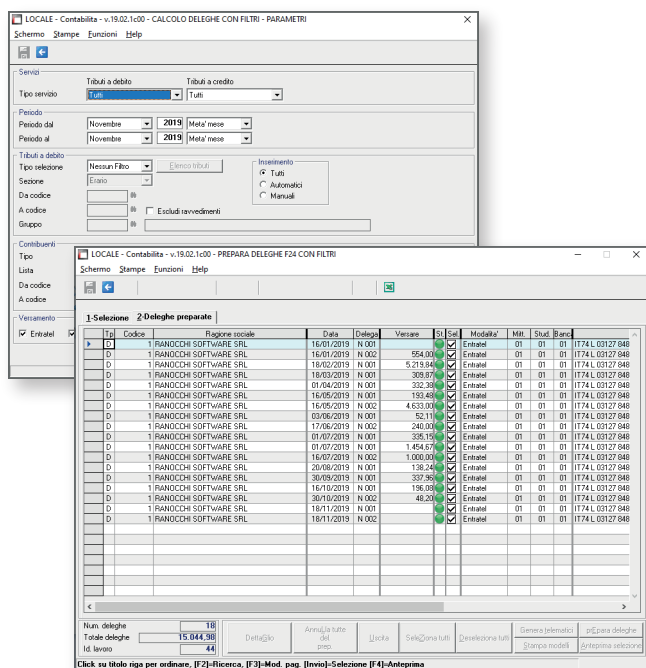 LOCALE - Contabilita - v.19.02.1c00 - CALCOLO DELEGHE CON FILTRI - PARAMETRI
Schermo Stampe Funzioni Help
Servizi
Tributi a debito Tributi a credito
Tipo servizio Tutti Tutti
Periodo
Periodo dal Novembre 2019 Meta' mese
Periodo al Novembre 2019 Meta' mese
Tributi a debito
Tipo selezione Nessun Filtro Elenco tributi
Sezione Erario
Da codice
A codice Escludi ravvedimenti
Gruppo
Inserimento
Tutti
Automatici
Manuali
Contribuenti
Tipo
Lista
Da codice
A codice
Versamento
Entratel
LOCALE - Contabilita - v.19.02.1c00 - PREPARA DELEGHE F24 CON FILTRI
Schermo Stampe Funzioni Help
1-Selezione 2-Deleghe preparate
Tp Codice Ragione sociale Data Delega Versare St. Sel. Modalita' Mitt. Stud. Banca
D 1 RANOCCHI SOFTWARE SRL 16/01/2019 N 001 Entratel 01 01 01 IT74 L 03127 848
D 1 RANOCCHI SOFTWARE SRL 16/01/2019 N 002 554,00 Entratel 01 01 01 IT74 L 03127 848
D 1 RANOCCHI SOFTWARE SRL 18/02/2019 N 001 5.219,84 Entratel 01 01 01 IT74 L 03127 848
D 1 RANOCCHI SOFTWARE SRL 18/03/2019 N 001 309,87 Entratel 01 01 01 IT74 L 03127 848
D 1 RANOCCHI SOFTWARE SRL 01/04/2019 N 001 332,38 Entratel 01 01 01 IT74 L 03127 848
D 1 RANOCCHI SOFTWARE SRL 16/05/2019 N 001 193,48 Entratel 01 01 01 IT74 L 03127 848
D 1 RANOCCHI SOFTWARE SRL 16/05/2019 N 002 4.633,00 Entratel 01 01 01 IT74 L 03127 848
D 1 RANOCCHI SOFTWARE SRL 03/06/2019 N 001 52,11 Entratel 01 01 01 IT74 L 03127 848
D 1 RANOCCHI SOFTWARE SRL 17/06/2019 N 002 240,00 Entratel 01 01 01 IT74 L 03127 848
D 1 RANOCCHI SOFTWARE SRL 01/07/2019 N 001 335,15 Entratel 01 01 01 IT74 L 03127 848
D 1 RANOCCHI SOFTWARE SRL 01/07/2019 N 001 1.454,67 Entratel 01 01 01 IT74 L 03127 848
D 1 RANOCCHI SOFTWARE SRL 16/07/2019 N 002 1.000,00 Entratel 01 01 01 IT74 L 03127 848
D 1 RANOCCHI SOFTWARE SRL 20/08/2019 N 001 138,24 Entratel 01 01 01 IT74 L 03127 848
D 1 RANOCCHI SOFTWARE SRL 30/09/2019 N 001 337,96 Entratel 01 01 01 IT74 L 03127 848
D 1 RANOCCHI SOFTWARE SRL 16/10/2019 N 001 196,08 Entratel 01 01 01 IT74 L 03127 848
D 1 RANOCCHI SOFTWARE SRL 30/10/2019 N 002 48,20 Entratel 01 01 01 IT74 L 03127 848
D 1 RANOCCHI SOFTWARE SRL 18/11/2019 N 001 Entratel 01 01 01 IT74 L 03127 848
D 1 RANOCCHI SOFTWARE SRL 18/11/2019 N 002 Entratel 01 01 01 IT74 L 03127 848
Num. deleghe 18
Totale deleghe 15.044,98
Id. lavoro 44
DettaGlio
AnnuLla tutte
del
prep.
Uscita
SeleZiona tutti
Deseleziona tutti
Genera telematici
prEpara deleghe
Stampa modelli
Anteprima selezione
Click su titolo riga per ordinare, [F2]=Ricerca, [F3]=Mod. pag. [Invio]=Selezione [F4]=Anteprima